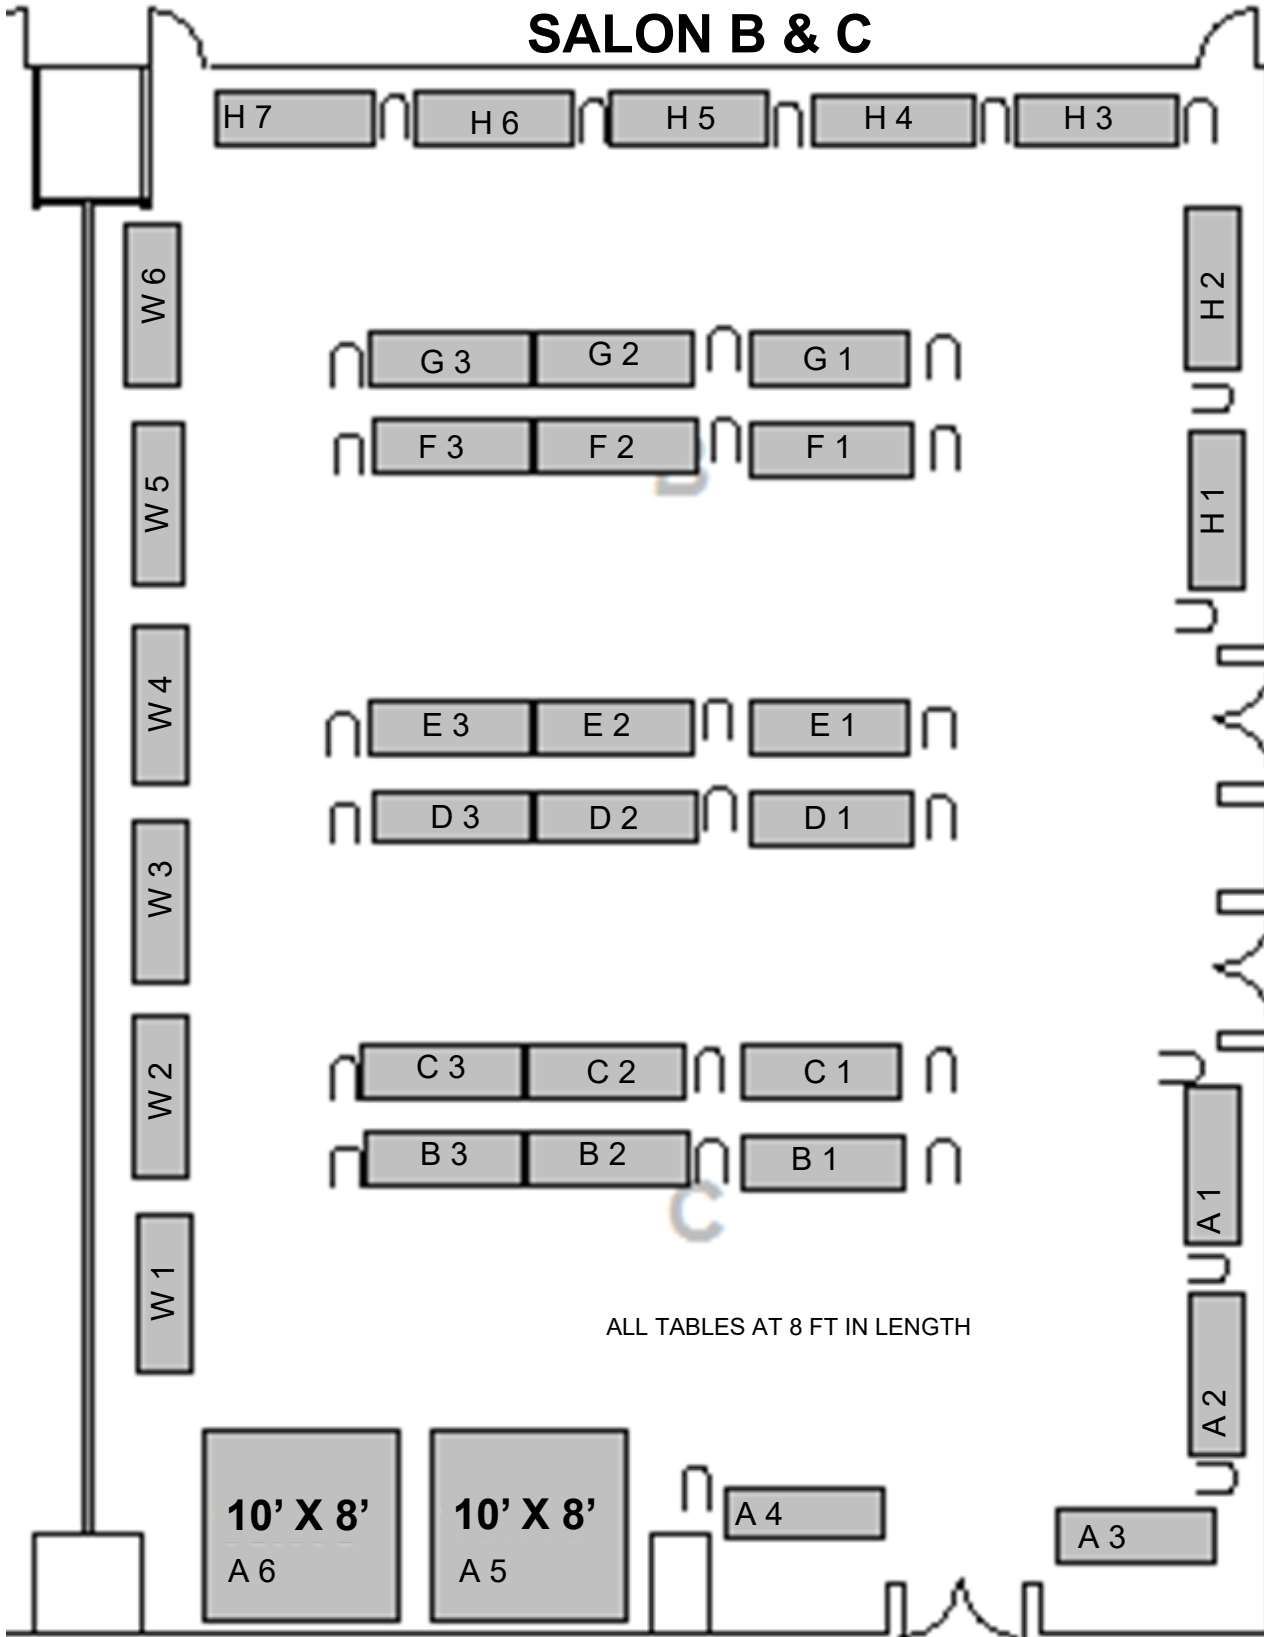 SALON B & C
H 7
H 6
H 5
H 4
H 3
W 6
H 2
G 3
G 2
G 1
F 3
F 2
F 1
B
W 5
H 1
W 4
E 3
E 2
E 1
D 3
D 2
D 1
W 3
C 3
C 2
C 1
W 2
B 3
B 2
B 1
C
A 1
W 1
ALL TABLES AT 8 FT IN LENGTH
A 2
10’ X 8’
A 6
10’ X 8’
A 5
A 4
A 3